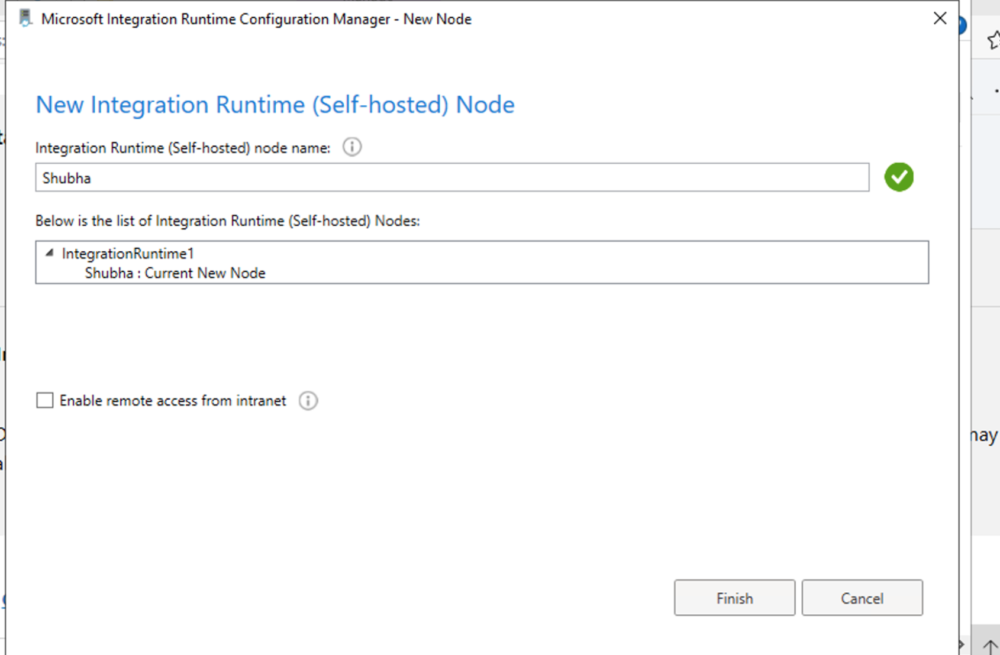 Microsoft Integration Runtime Configuration Manager - New Node
New Integration Runtime (Self-hosted) Node
Integration Runtime (Self-hosted) node name:
Shubha
Below is the list of Integration Runtime (Self-hosted) Nodes:
IntegrationRuntime1
Shubha : Current New Node
Enable remote access from intranet
may
Finish
Cancel